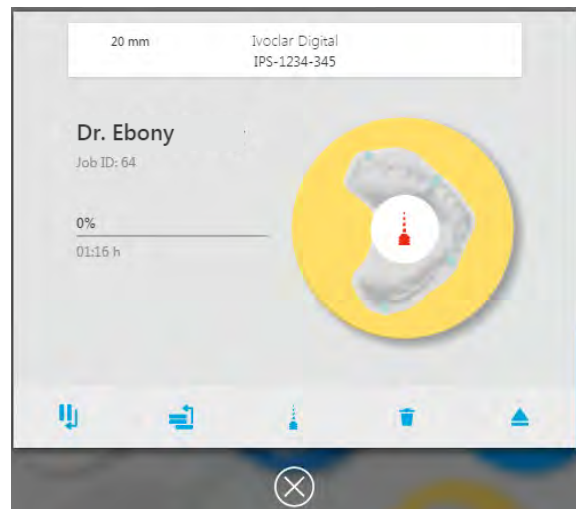 20 mm
Ivoclar Digital
IPS-1234-345
Dr. Ebony
Job ID: 64
0%
01:16 h